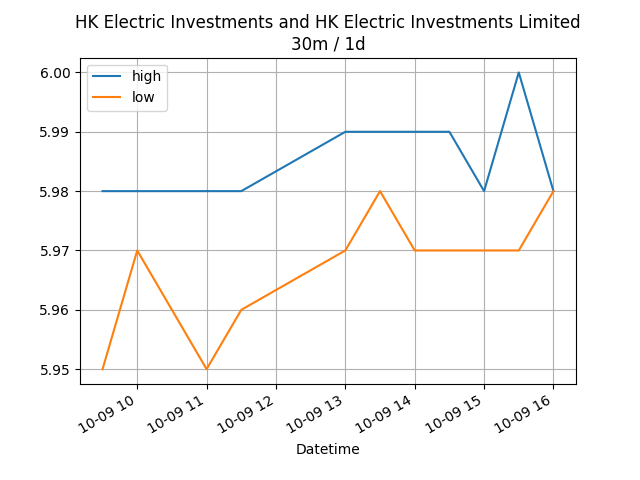 HK Electric Investments and HK Electric Investments Limited
30m / 1d
high
low
6.00
5.99
5.98
5.97
5.96
5.95
10-09 10
10-09 11
10-09 12
10-09 13
10-09 14
10-09 15
10-09 16
Datetime